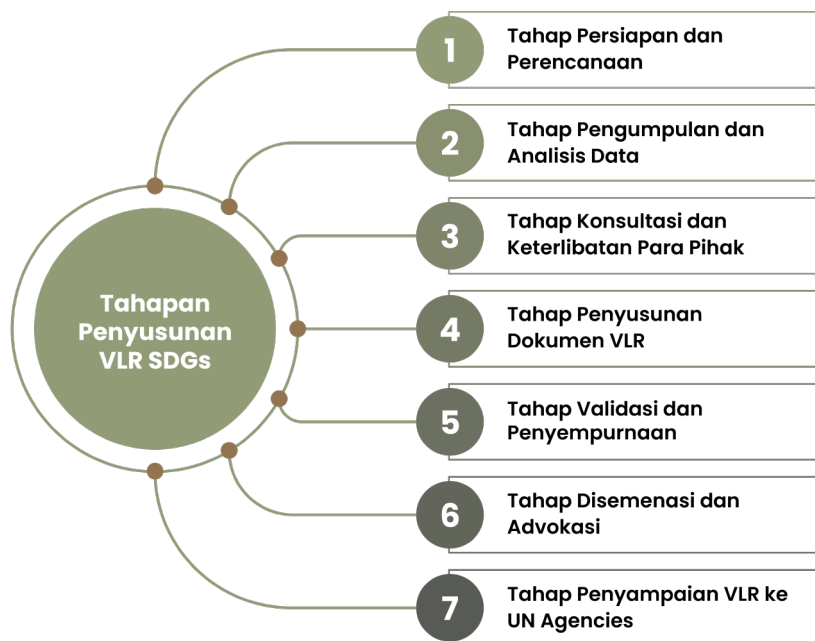 Tahapan
Penyusunan
VLR SDGs
1
Tahap Persiapan dan
Perencanaan
2
Tahap Pengumpulan dan
Analisis Data
3
Tahap Konsultasi dan
Keterlibatan Para Pihak
4
Tahap Penyusunan
Dokumen VLR
5
Tahap Validasi dan
Penyempurnaan
6
Tahap Disemenasi dan
Advokasi
7
Tahap Penyampaian VLR ke
UN Agencies